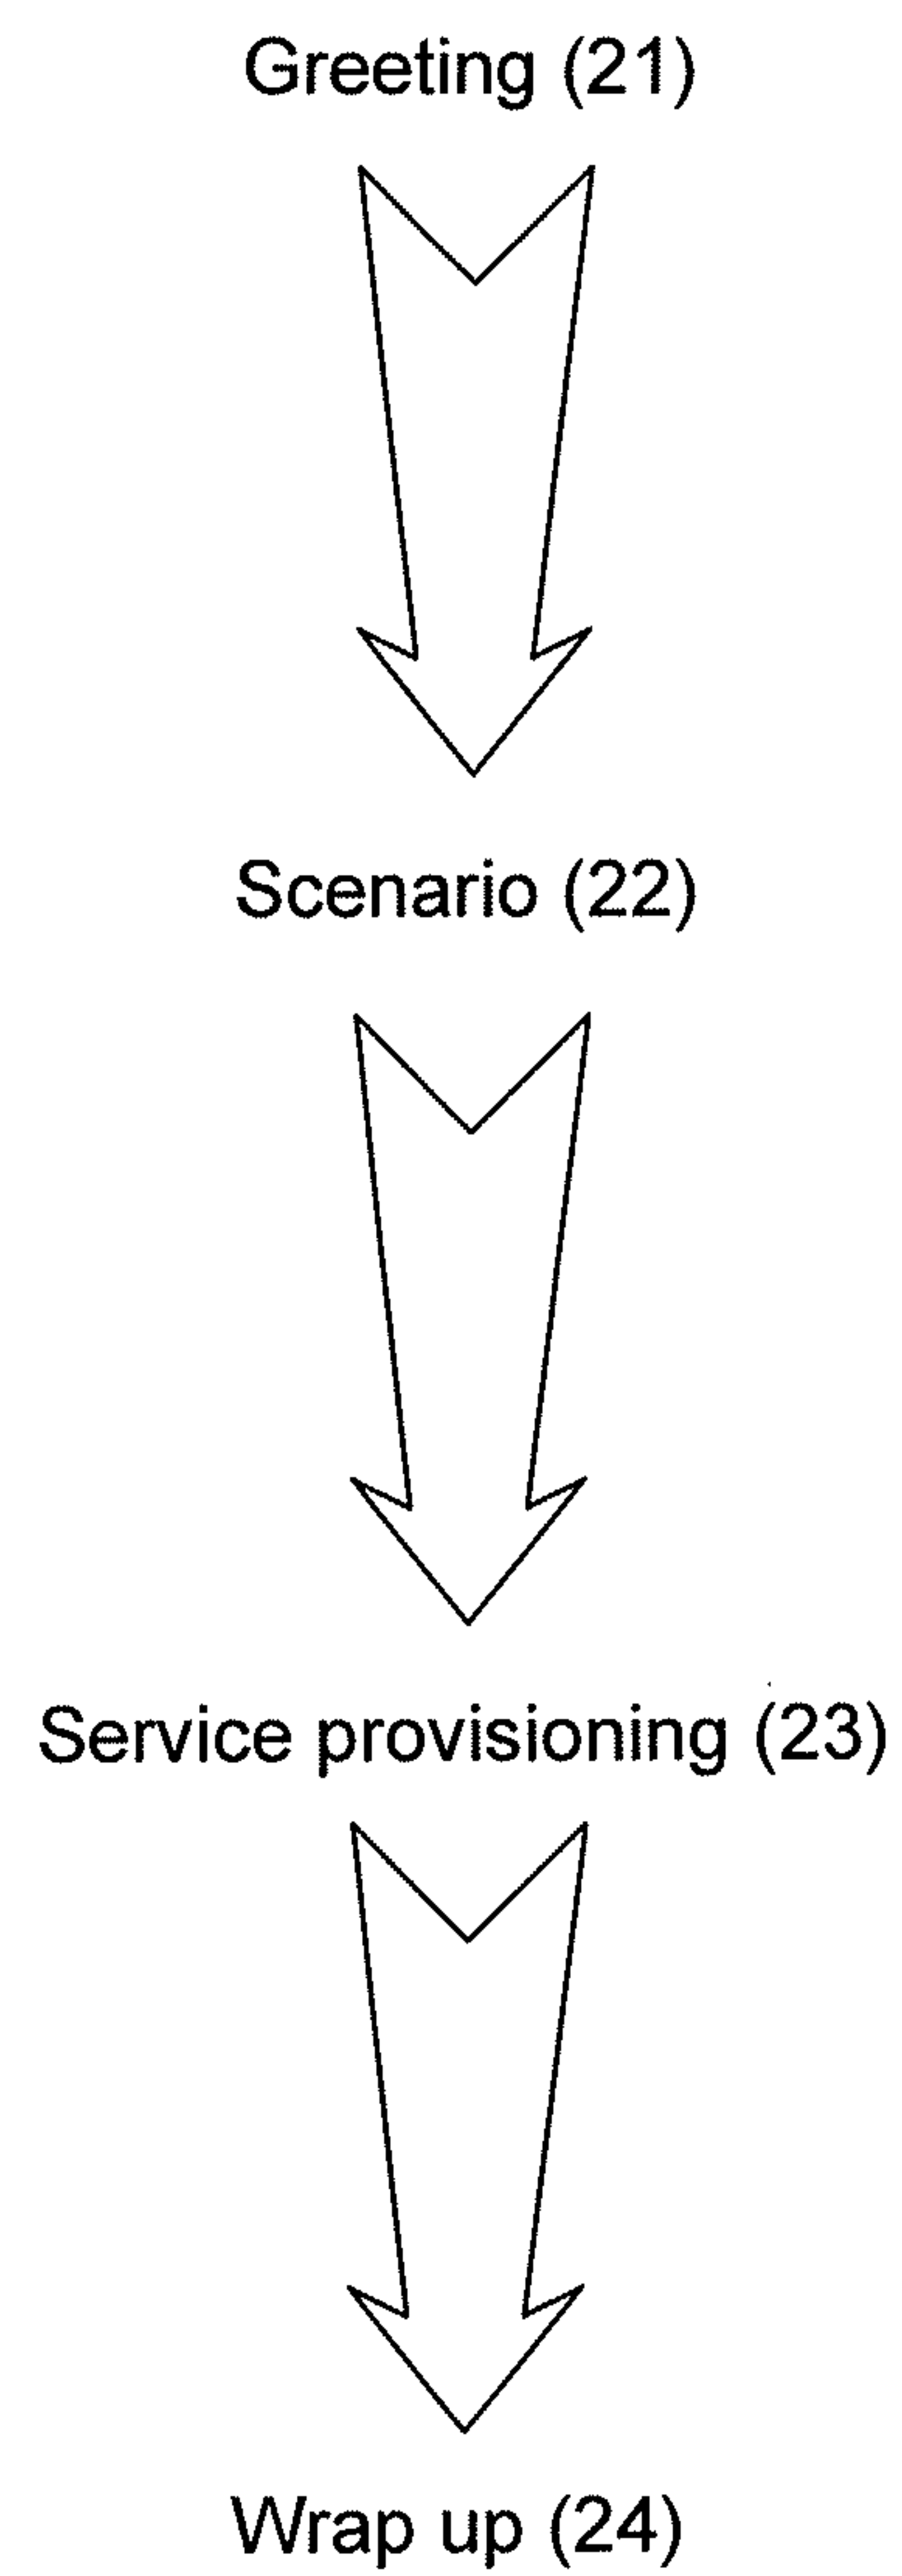 Greeting (21)
Scenario (22)
Service provisioning (23)
Wrap up (24)